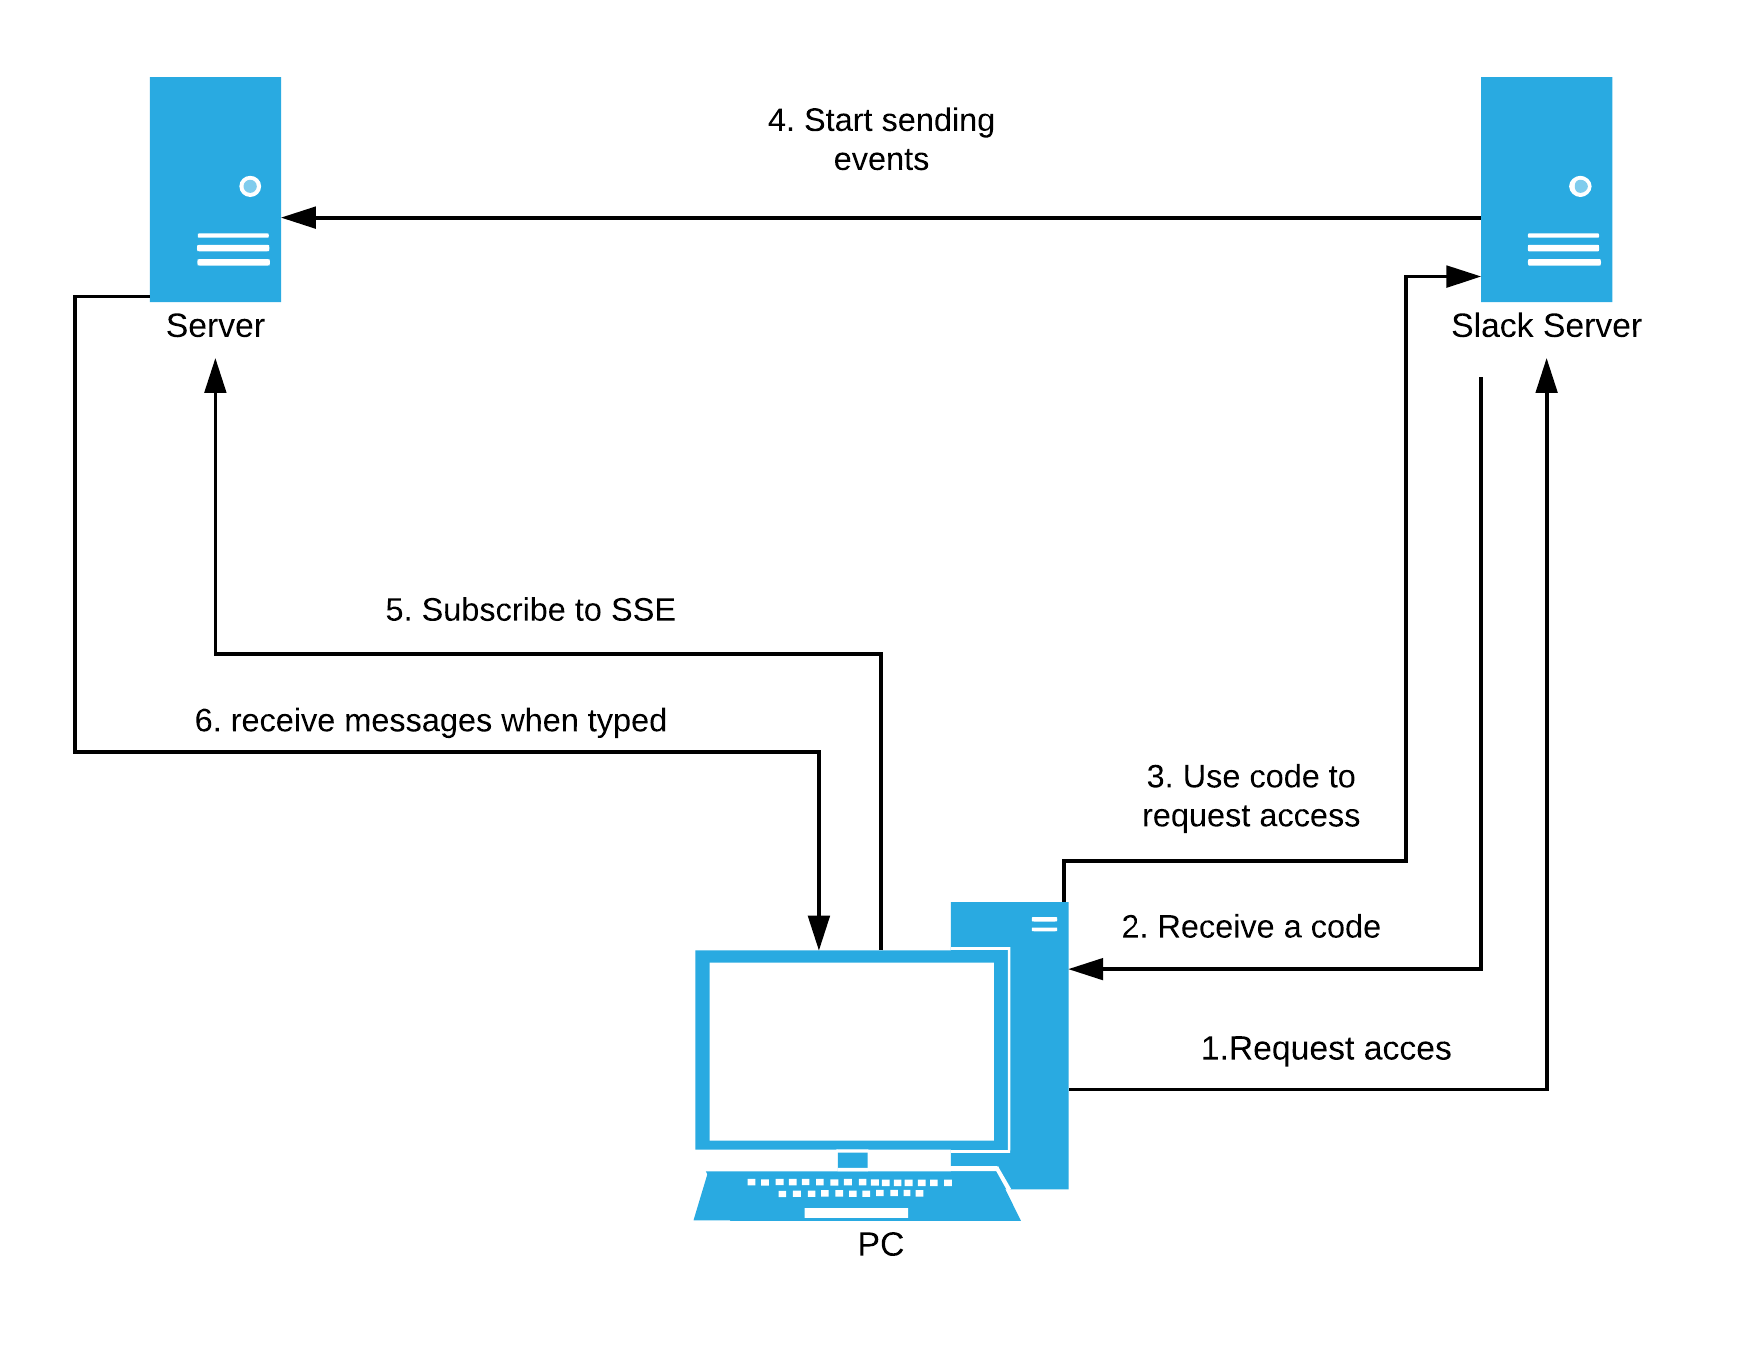 4. Start sending
events
Server
Slack Server
5. Subscribe to SSE
6. receive messages when typed
3. Use code to
request access
2. Receive a code
1.Request acces
PC